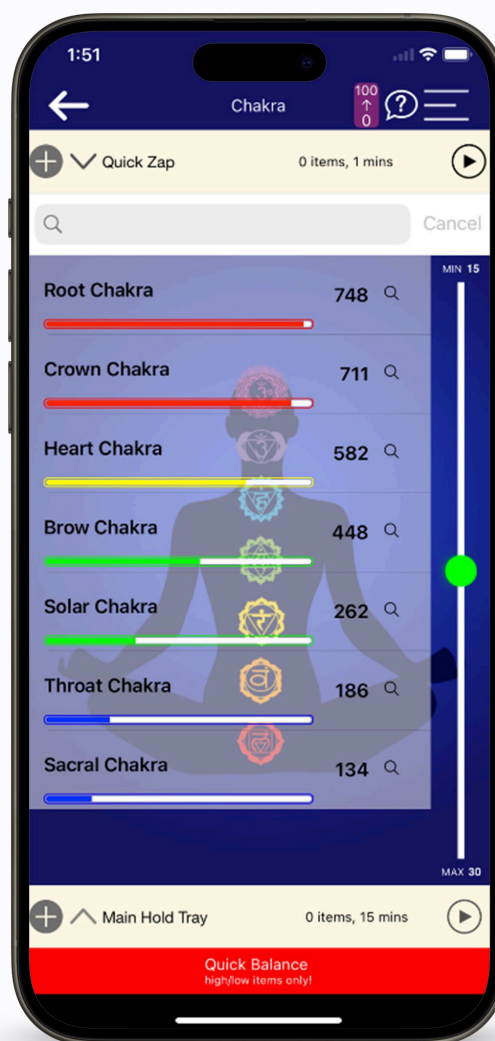 1:51
Chakra
100
↑
0
?
Quick Zap
0 items, 1 mins
Cancel
MIN 15
Root Chakra 748
Crown Chakra 711
Heart Chakra 582
Brow Chakra 448
Solar Chakra 262
Throat Chakra 186
Sacral Chakra 134
MAX 30
Main Hold Tray
0 items, 15 mins
Quick Balance
high/low items only!